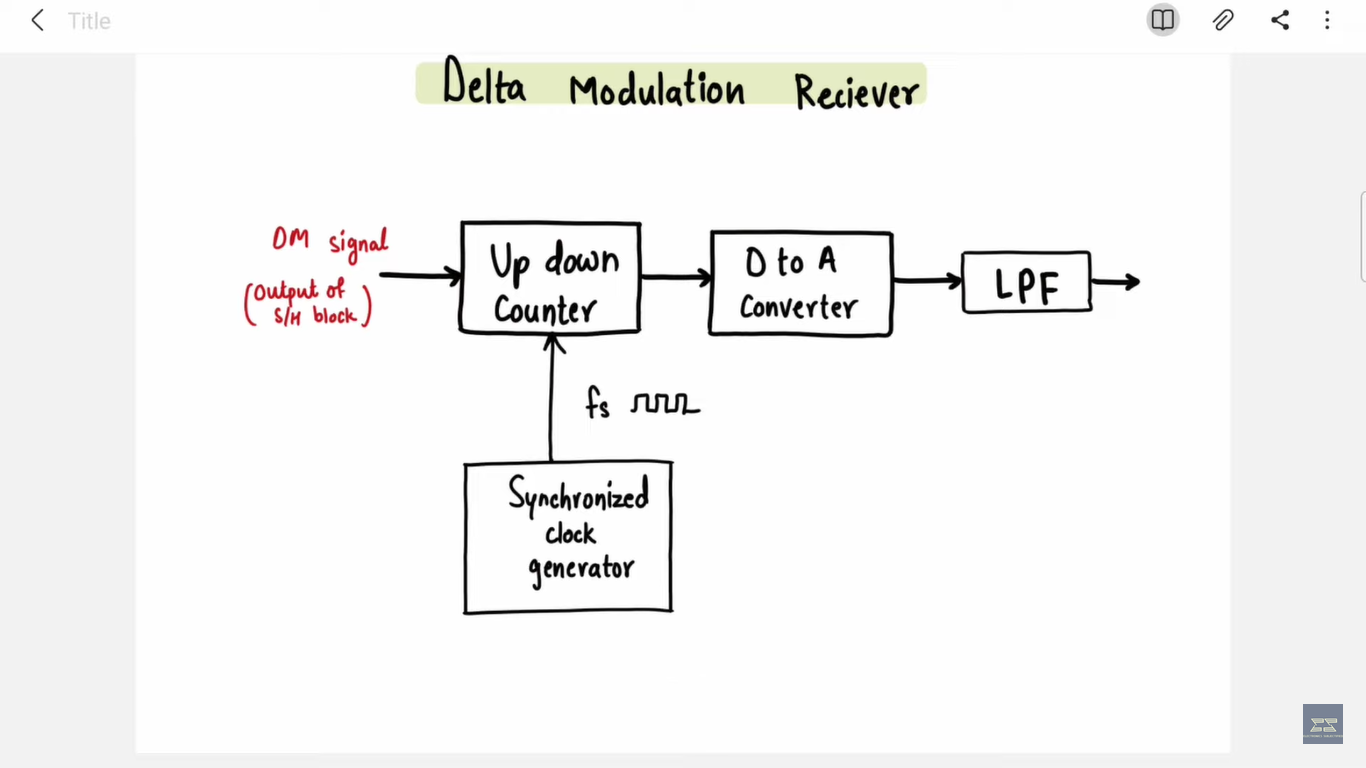 Title
Delta Modulation Reciever
DM signal
(Output of
S/H block)
Up down
Counter
D to A
Converter
LPF
fs
Synchronized
clock
generator